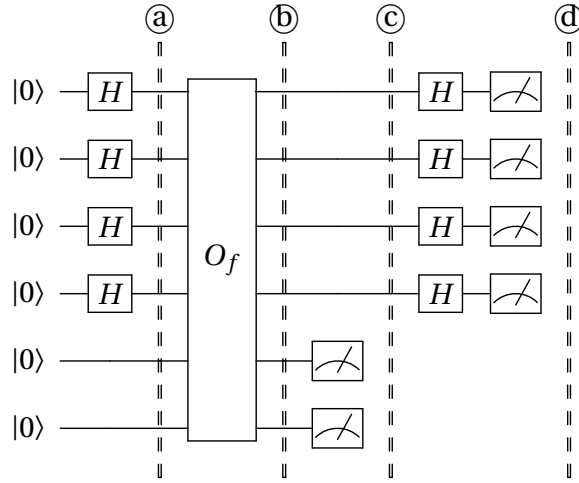 ⓐ ⓑ ⓒ ⓓ
|0⟩ H H
|0⟩ H H
|0⟩ H H
O_f
|0⟩ H H
|0⟩
|0⟩